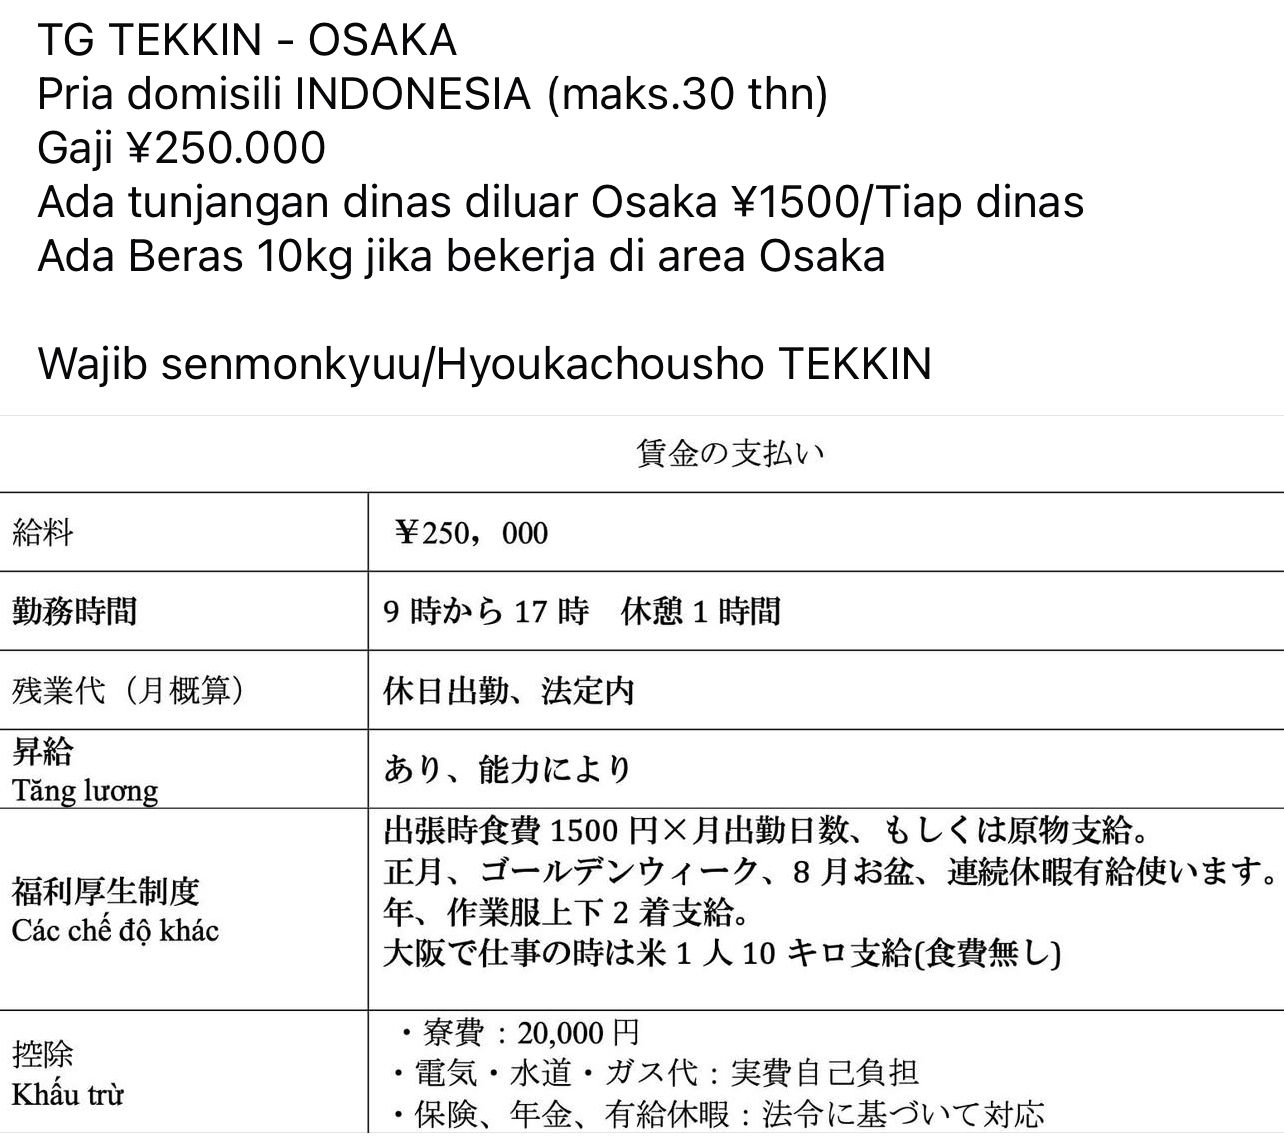 TG TEKKIN - OSAKA
Pria domisili INDONESIA (maks.30 thn)
Gaji ¥250.000
Ada tunjangan dinas diluar Osaka ¥1500/Tiap dinas
Ada Beras 10kg jika bekerja di area Osaka
Wajib senmonkyuu/Hyoukachousho TEKKIN
賃金の支払い
給料
￥250，000
勤務時間
9 時から 17 時　休憩 1 時間
残業代（月概算）
休日出勤、法定内
昇給
Tăng lương
あり、能力により
福利厚生制度
Các chế độ khác
出張時食費 1500 円×月出勤日数、もしくは原物支給。
正月、ゴールデンウィーク、8 月お盆、連続休暇有給使います。
年、作業服上下 2 着支給。
大阪で仕事の時は米 1 人 10 キロ支給(食費無し)
控除
Khấu trừ
・寮費：20,000 円
・電気・水道・ガス代：実費自己負担
・保険、年金、有給休暇：法令に基づいて対応